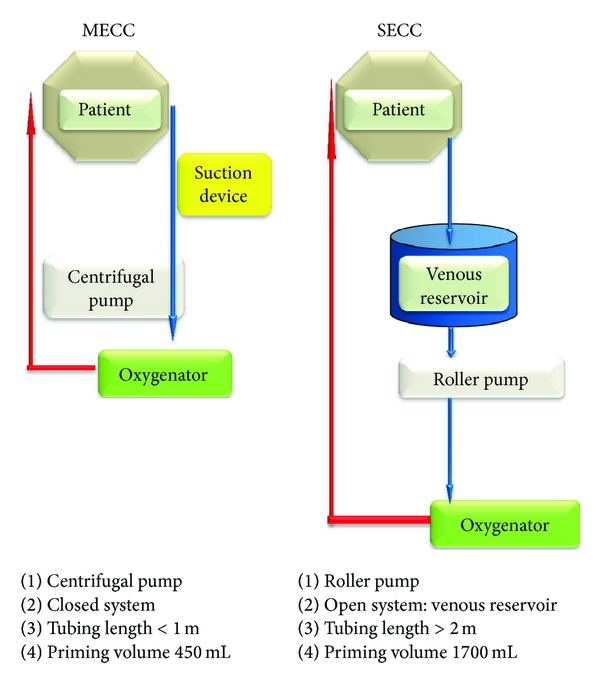 MECC
Patient
Suction
device
Centrifugal
pump
Oxygenator
(1) Centrifugal pump
(2) Closed system
(3) Tubing length < 1 m
(4) Priming volume 450 mL
SECC
Patient
Venous
reservoir
Roller pump
Oxygenator
(1) Roller pump
(2) Open system: venous reservoir
(3) Tubing length > 2 m
(4) Priming volume 1700 mL